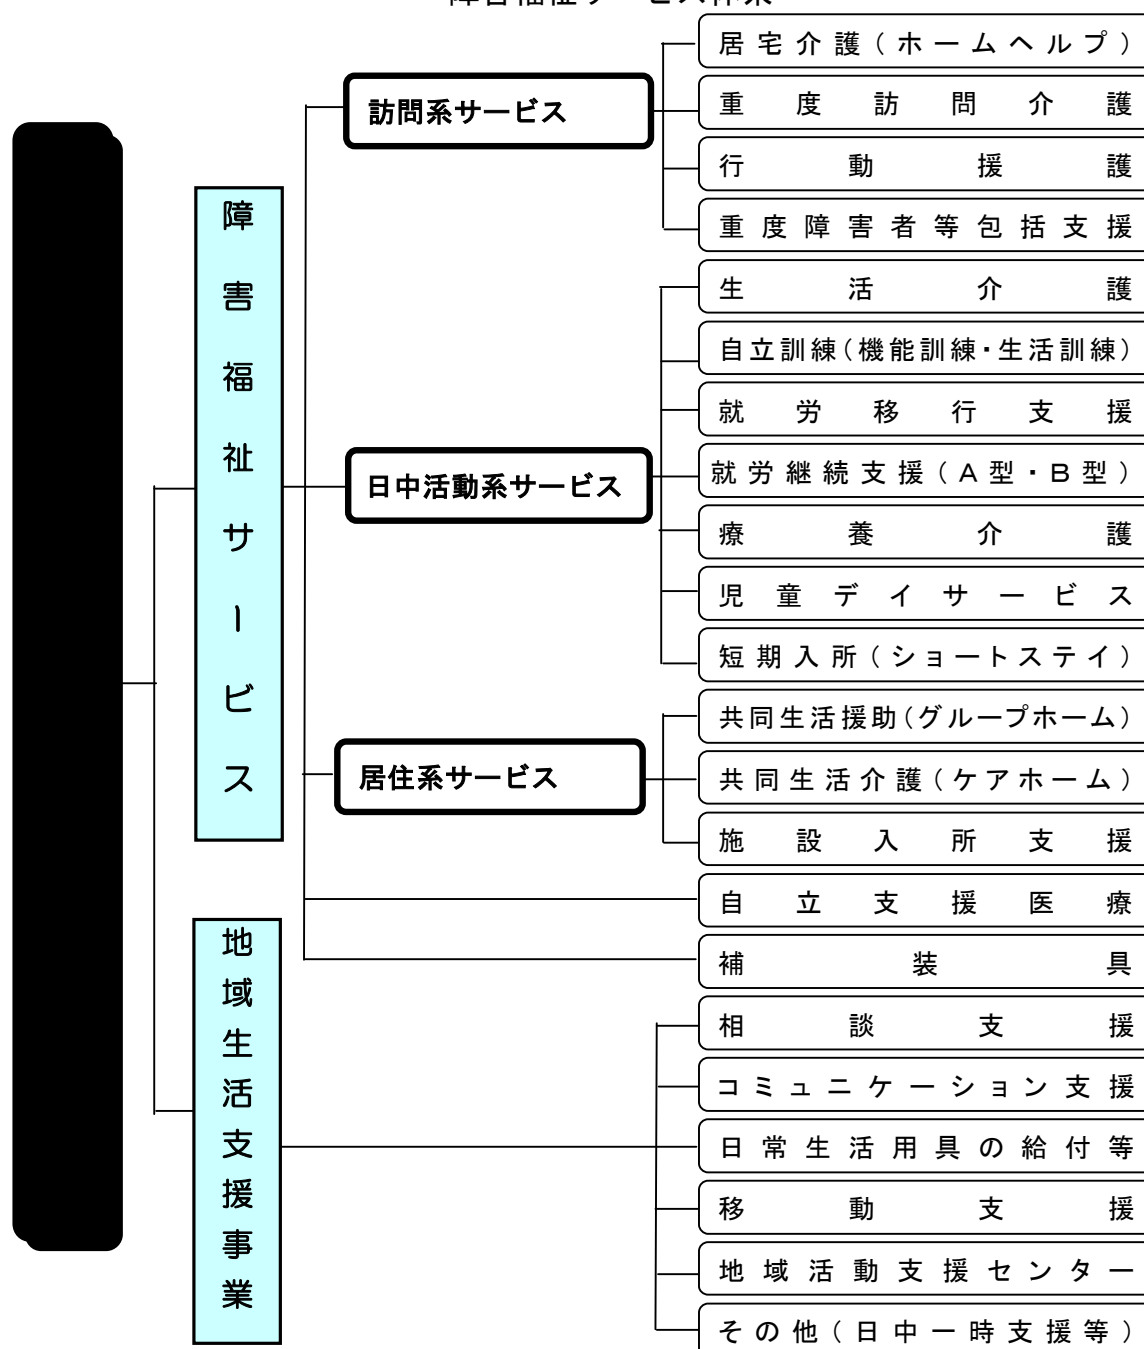 障害福祉サービス体系
障害福祉サービス
訪問系サービス
居宅介護（ホームヘルプ）
重度訪問介護
行動援護
重度障害者等包括支援
日中活動系サービス
生活介護
自立訓練（機能訓練・生活訓練）
就労移行支援
就労継続支援（A型・B型）
療養介護
児童デイサービス
短期入所（ショートステイ）
居住系サービス
共同生活援助（グループホーム）
共同生活介護（ケアホーム）
施設入所支援
自立支援医療
補装具
地域生活支援事業
相談支援
コミュニケーション支援
日常生活用具の給付等
移動支援
地域活動支援センター
その他（日中一時支援等）